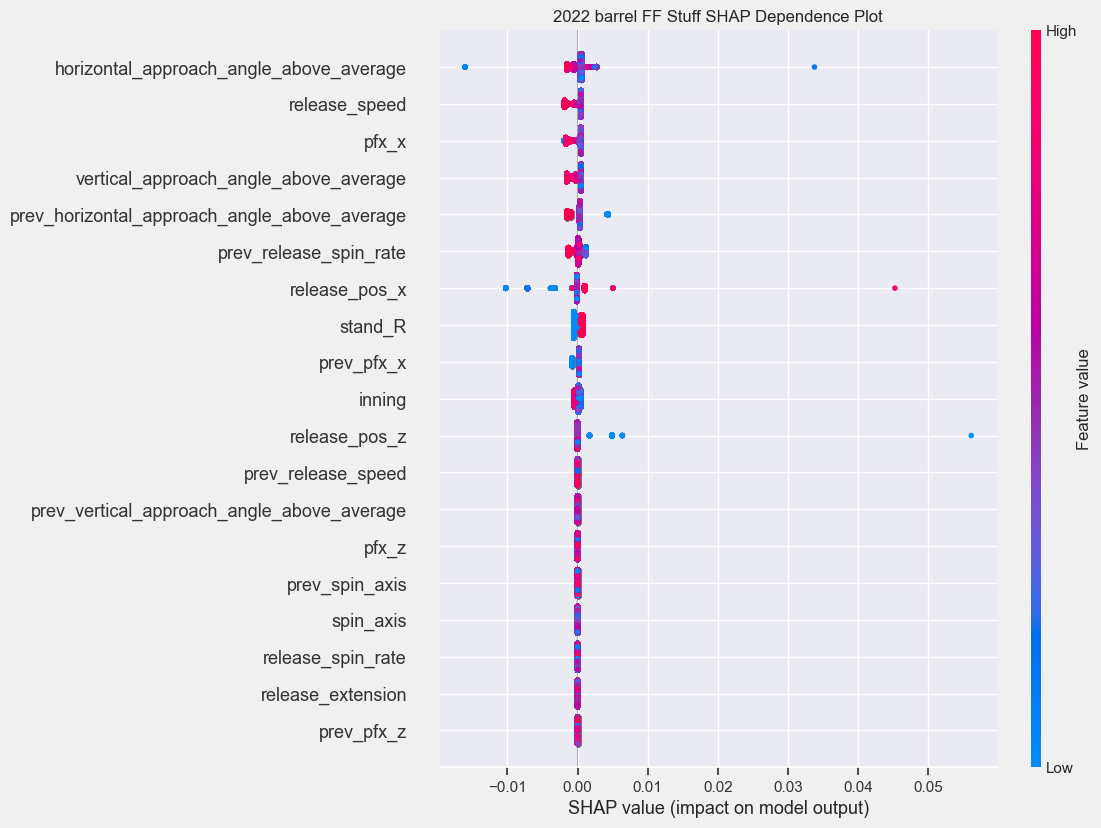 2022 barrel FF Stuff SHAP Dependence Plot
High
horizontal_approach_angle_above_average
release_speed
pfx_x
vertical_approach_angle_above_average
prev_horizontal_approach_angle_above_average
prev_release_spin_rate
release_pos_x
stand_R
prev_pfx_x
inning
release_pos_z
prev_release_speed
prev_vertical_approach_angle_above_average
pfx_z
prev_spin_axis
spin_axis
release_spin_rate
release_extension
prev_pfx_z
Feature value
Low
−0.01 0.00 0.01 0.02 0.03 0.04 0.05
SHAP value (impact on model output)